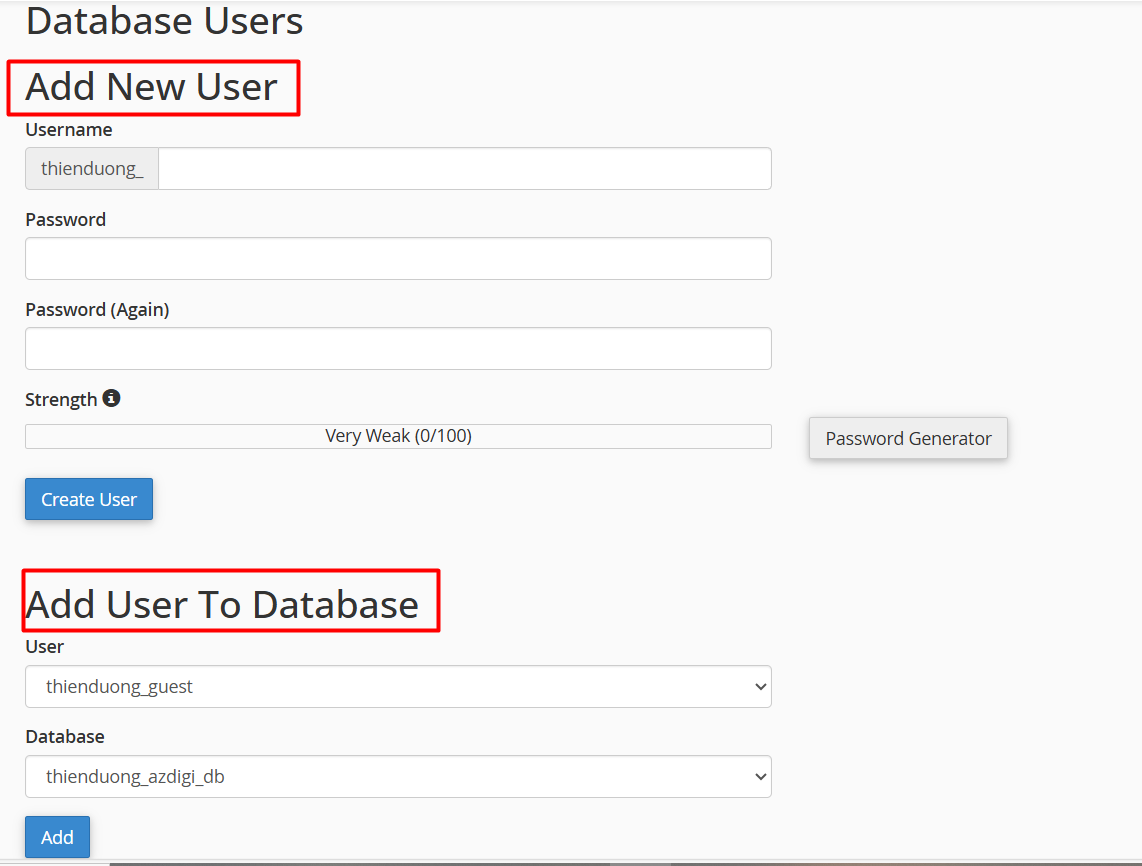 Database Users
Add New User
Username
thienduong_
Password
Password (Again)
Strength
Very Weak (0/100)
Password Generator
Create User
Add User To Database
User
thienduong_guest
Database
thienduong_azdigi_db
Add